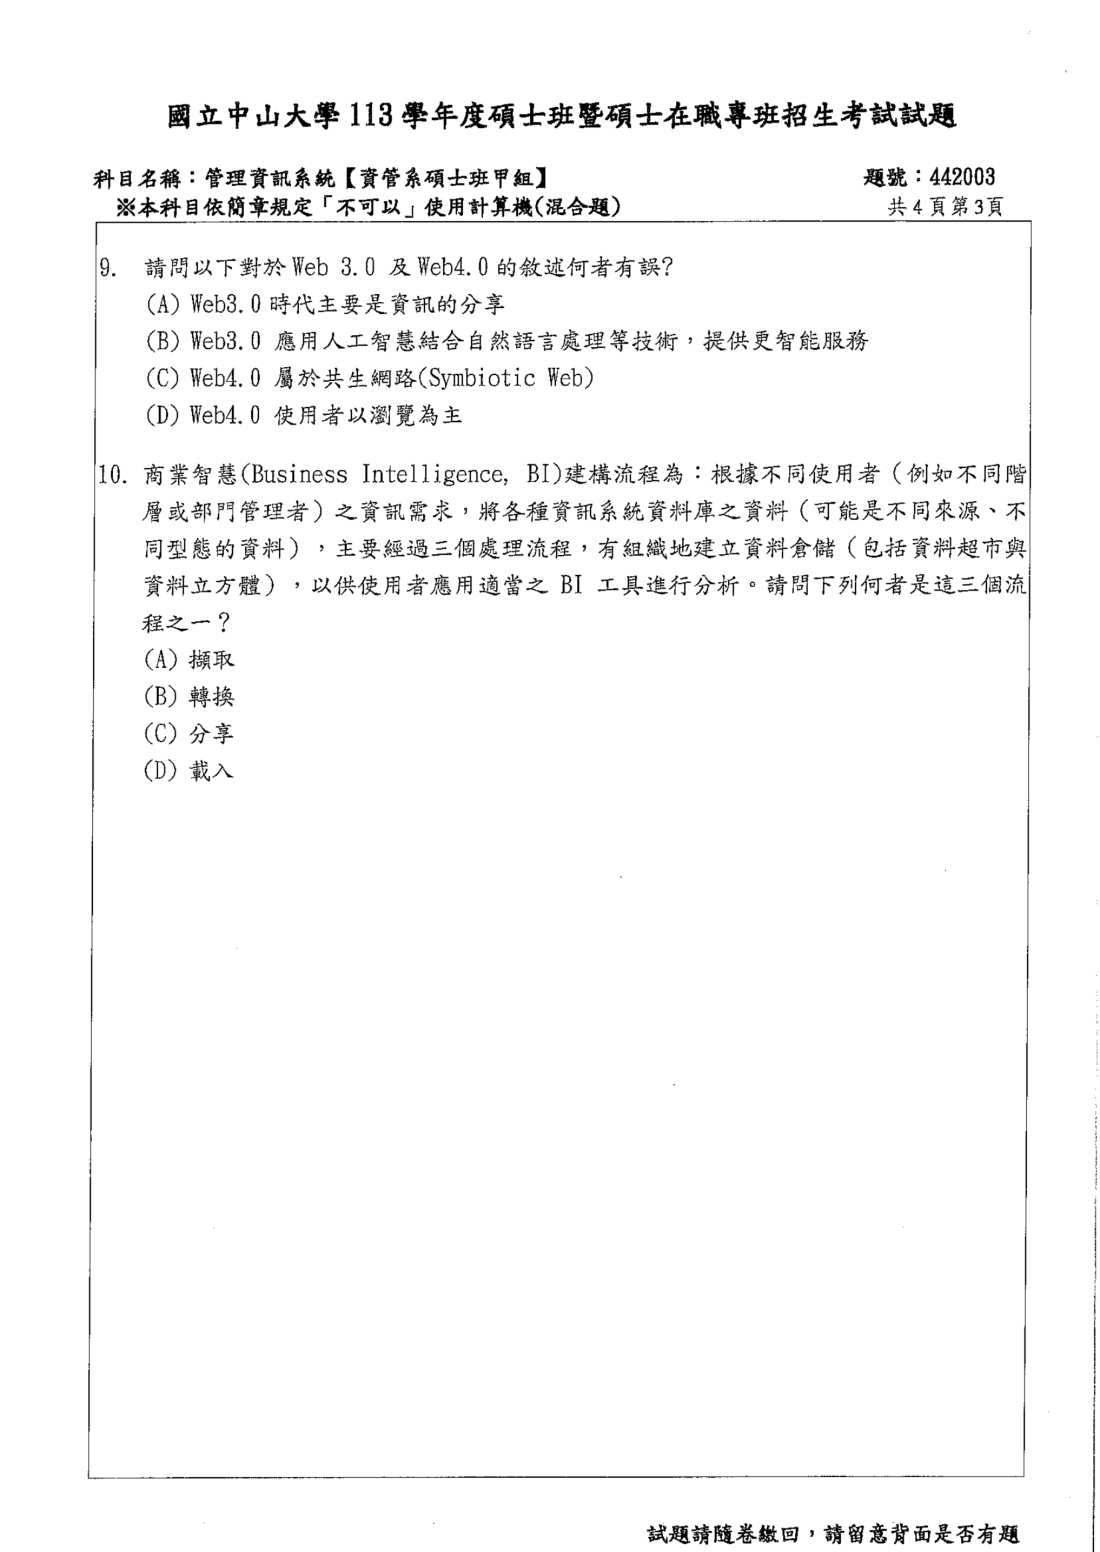 國立中山大學 113 學年度碩士班暨碩士在職專班招生考試試題
科目名稱：管理資訊系統【資管系碩士班甲組】 題號：442003
※本科目依簡章規定「不可以」使用計算機(混合題) 共 4 頁第 3 頁
9. 請問以下對於 Web 3.0 及 Web4.0 的敘述何者有誤?
(A) Web3.0 時代主要是資訊的分享
(B) Web3.0 應用人工智慧結合自然語言處理等技術，提供更智能服務
(C) Web4.0 屬於共生網路(Symbiotic Web)
(D) Web4.0 使用者以瀏覽為主
10. 商業智慧(Business Intelligence, BI)建構流程為：根據不同使用者（例如不同階
層或部門管理者）之資訊需求，將各種資訊系統資料庫之資料（可能是不同來源、不
同型態的資料），主要經過三個處理流程，有組織地建立資料倉儲（包括資料超市與
資料立方體），以供使用者應用適當之 BI 工具進行分析。請問下列何者是這三個流
程之一？
(A) 擷取
(B) 轉換
(C) 分享
(D) 載入
試題請隨卷繳回，請留意背面是否有題